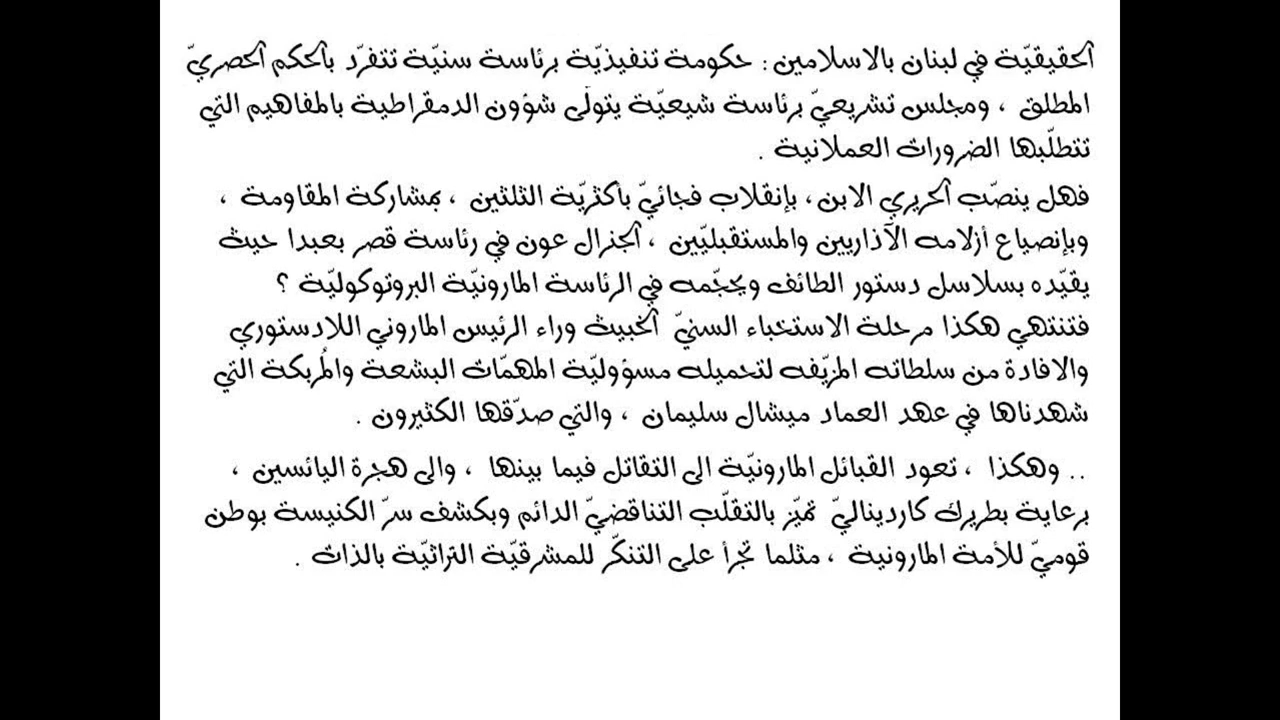 الحقيقيّة في لبنان بالاسلامين : حكومة تنفيذيّة برئاسة سنيّة تتفرّد بالحكم الحصريّ
المطلق ، ومجلس تشريعيّ برئاسة شيعيّة يتولّى شؤون الدمقراطية بالمفاهيم التي
تتطلّبها الضرورات العملانية .
فهل ينصّب الحريري الابن، بإنقلاب فجائيّ بأكثريّة الثلثين ، بمشاركة المقاومة ،
وبإنصياع أزلامه الآذاريين والمستقبليّين ، الجنرال عون في رئاسة قصر بعبدا حيث
يقيّده بسلاسل دستور الطائف ويحجّمه في الرئاسة المارونيّة البروتوكوليّة ؟
فتنتهي هكذا مرحلة الاستخباء السنيّ الخبيث وراء الرئيس الماروني اللادستوري
والافادة من سلطاته المزيّفه لتحميله مسؤوليّة المهمّات البشعة والمُربكة التي
شهدناها في عهد العماد ميشال سليمان ، والتي صدّقها الكثيرون .
.. وهكذا ، تعود القبائل المارونيّة الى التقاتل فيما بينها ، والى هجرة اليائسين ،
برعاية بطريرك كارديناليّ تميّز بالتقلّب التناقضيّ الدائم وبكشف سرّ الكنيسة بوطن
قوميّ للأمة المارونية ، مثلما تجرأ على التنكّر للمشرقيّة التراثيّة بالذات .